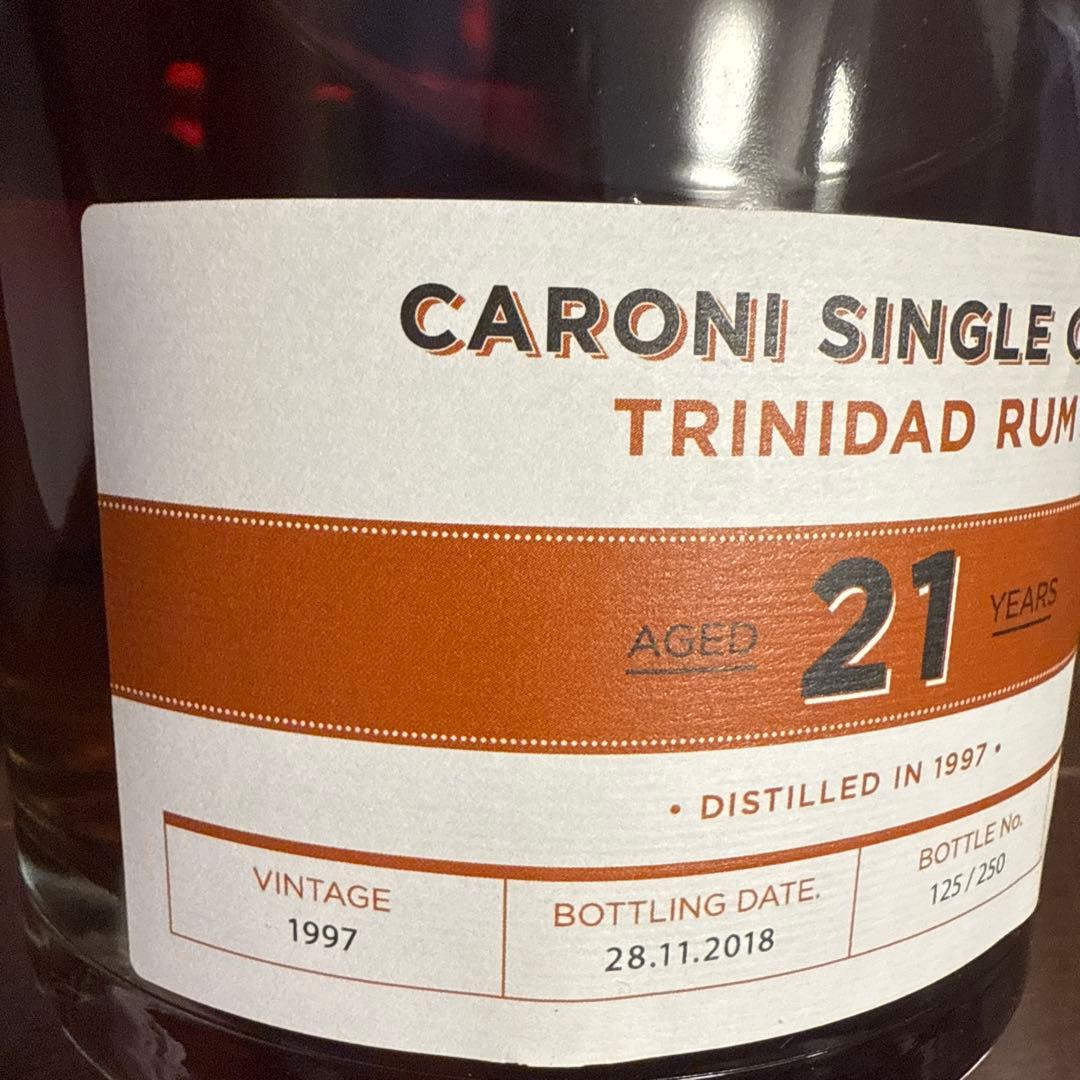 CARONI SINGLE
TRINIDAD RUM
AGED 21 YEARS
• DISTILLED IN 1997 •
VINTAGE
1997
BOTTLING DATE.
28.11.2018
BOTTLE No.
125 / 250